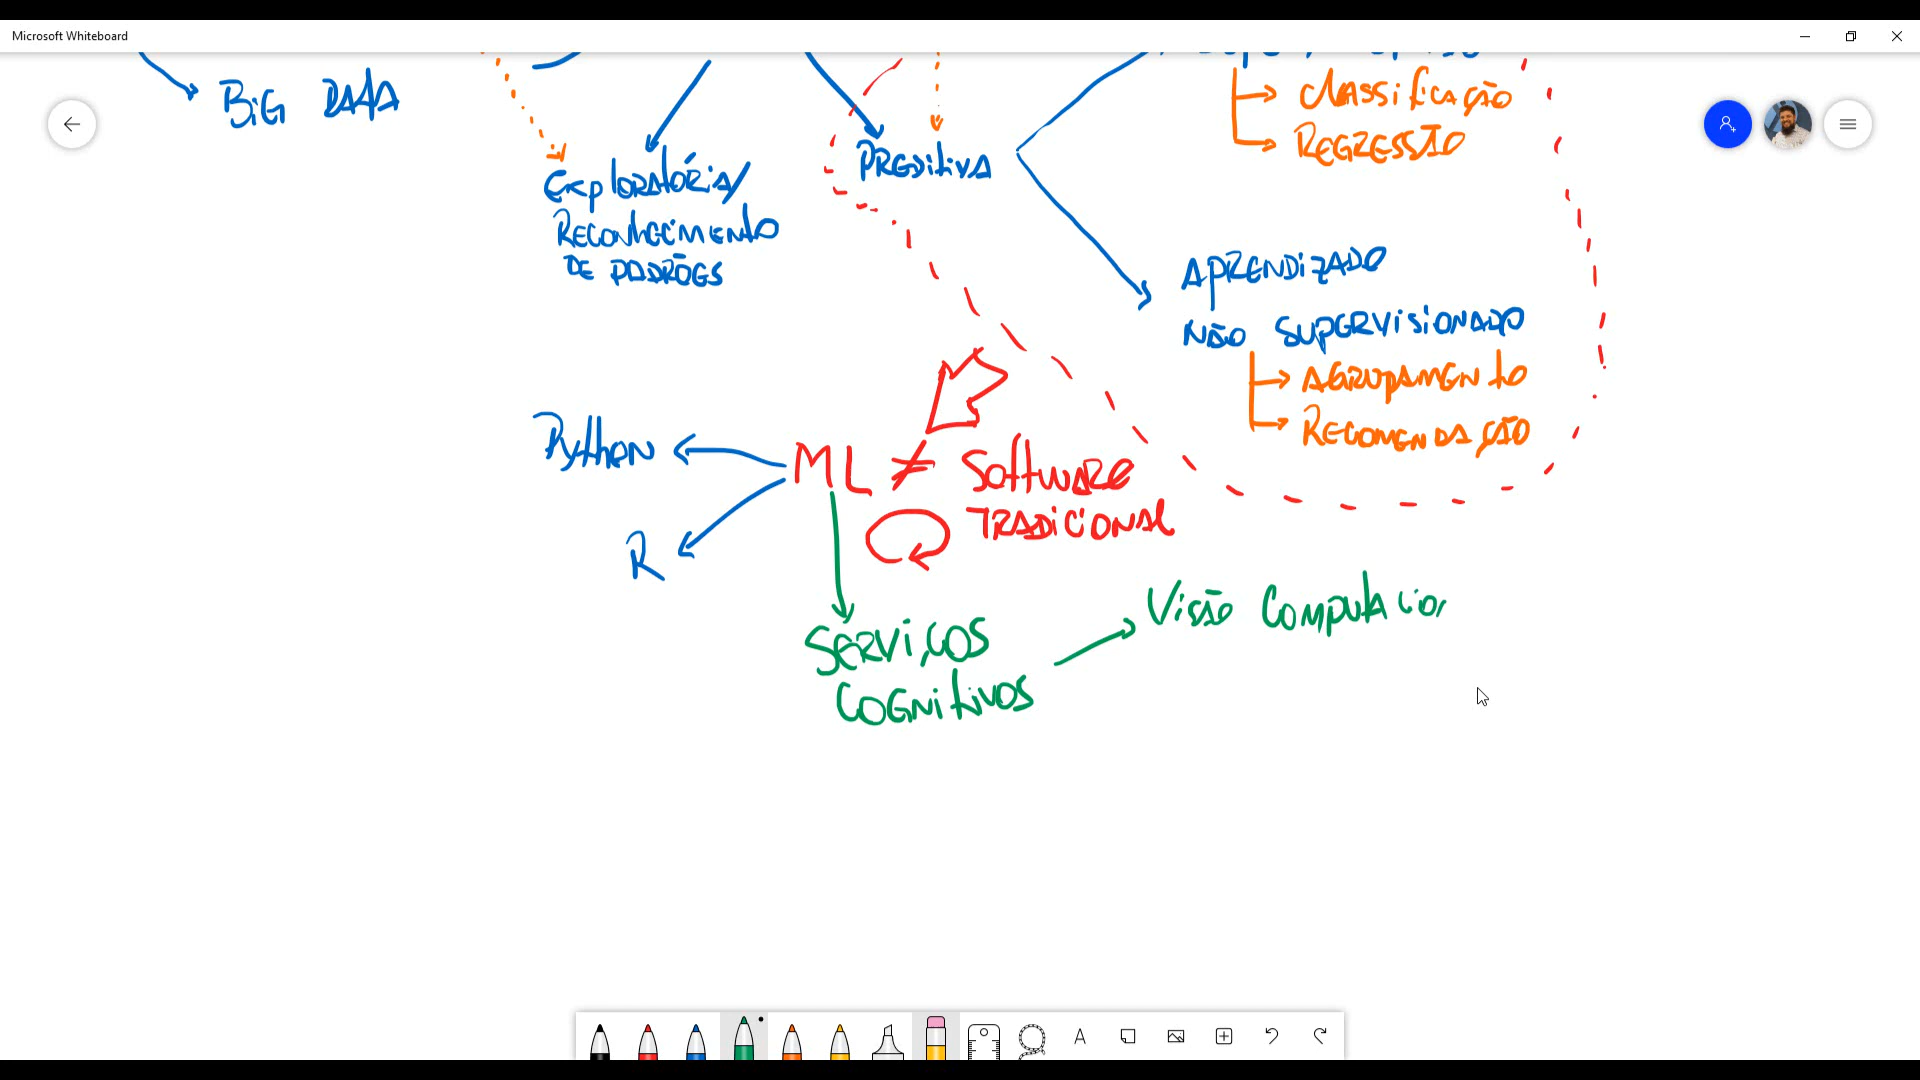 Microsoft Whiteboard
BIG DATA
CLASSIFICAÇÃO
REGRESSÃO
EXPLORATÓRIA/
RECONHECIMENTO
DE PADRÕES
PREDITIVA
APRENDIZADO
NÃO SUPERVISIONADO
AGRUPAMENTO
RECOMENDAÇÃO
Python
R
ML ≠ SOFTWARE
TRADICIONAL
SERVIÇOS
COGNITIVOS
VISÃO COMPUTACION